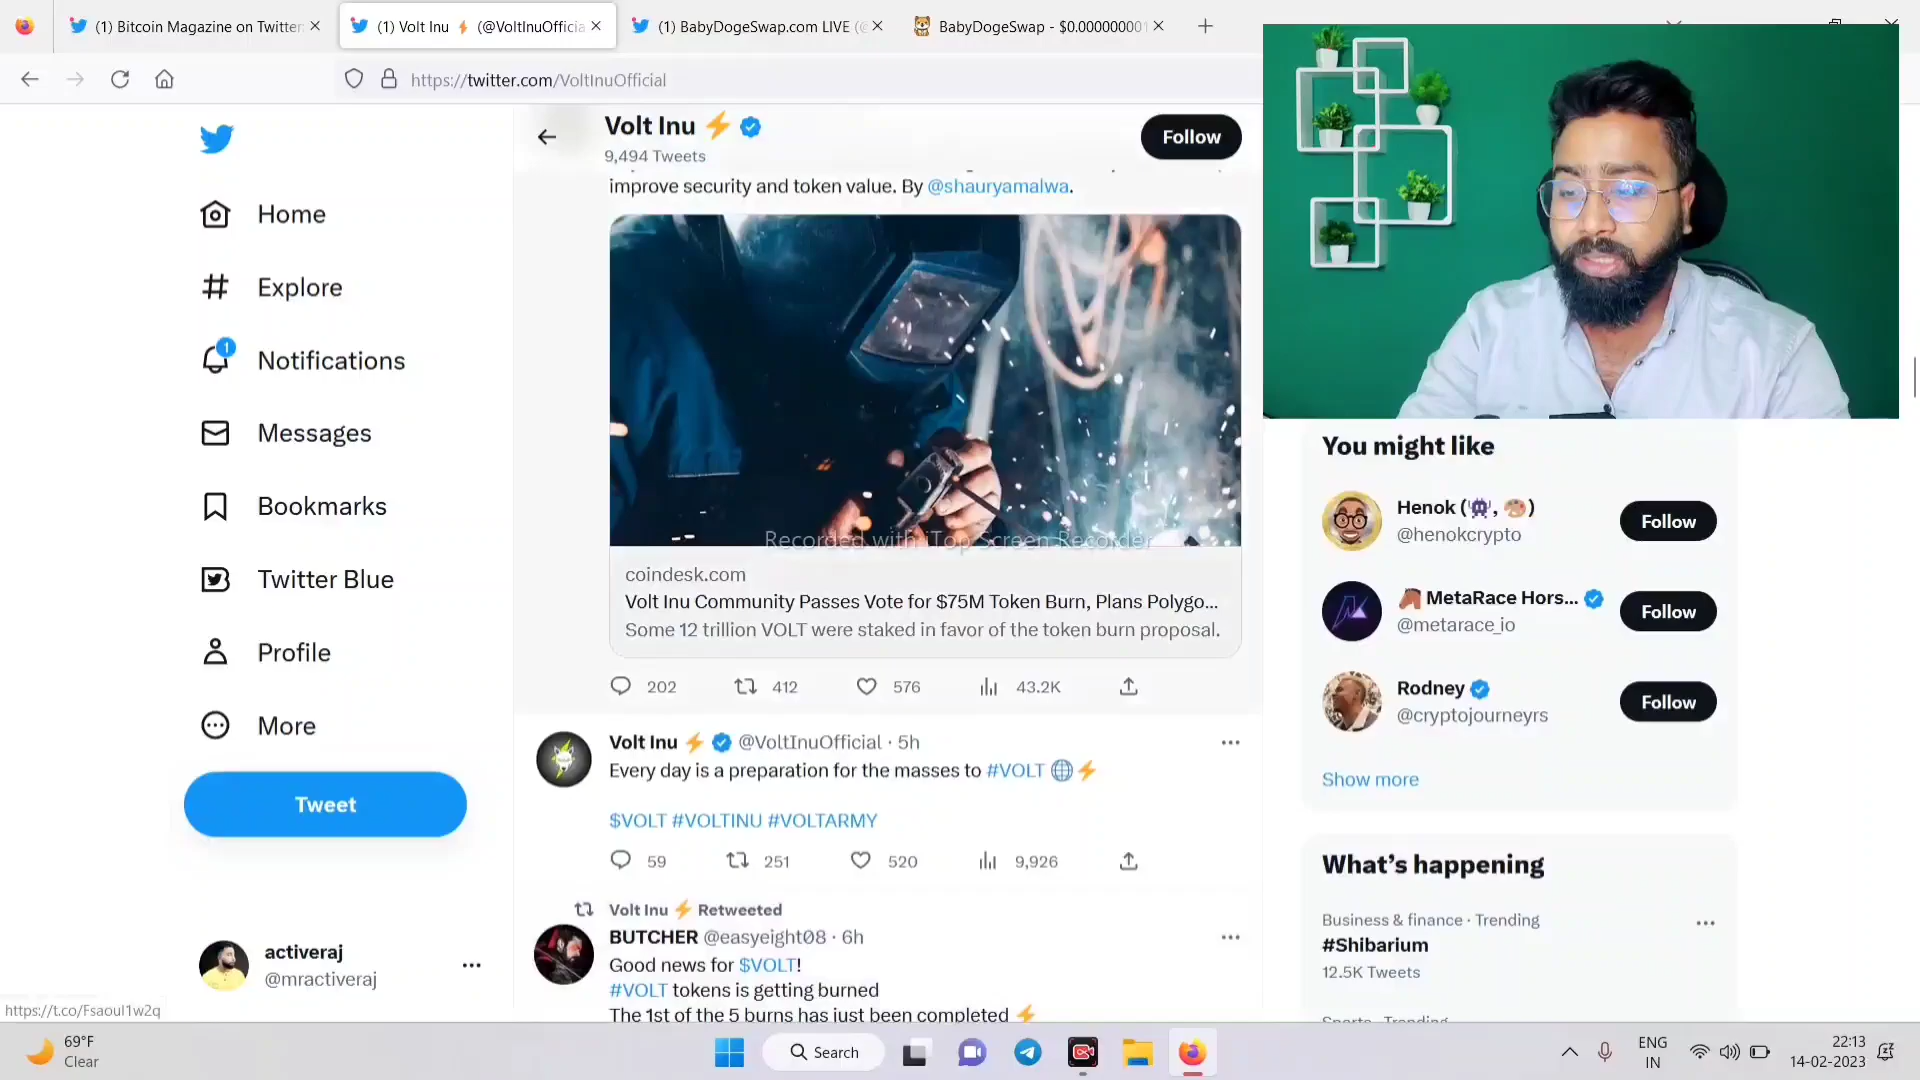 (1) Bitcoin Magazine on Twitter
(1) Volt Inu ⚡ (@VoltInuOfficia
(1) BabyDogeSwap.com LIVE (@
BabyDogeSwap - $0.000000001
https://twitter.com/VoltInuOfficial
Volt Inu ⚡
9,494 Tweets
Follow
improve security and token value. By @shauryamalwa.
Home
Explore
1
Notifications
Messages
Bookmarks
Twitter Blue
Profile
More
Tweet
activeraj
@mractiveraj
https://t.co/Fsaoul1w2q
Recorded with iTop Screen Recorder
coindesk.com
Volt Inu Community Passes Vote for $75M Token Burn, Plans Polygo...
Some 12 trillion VOLT were staked in favor of the token burn proposal.
202 412 576 43.2K
Volt Inu ⚡ @VoltInuOfficial · 5h
Every day is a preparation for the masses to #VOLT 🌐⚡
$VOLT #VOLTINU #VOLTARMY
59 251 520 9,926
Volt Inu ⚡ Retweeted
BUTCHER @easyeight08 · 6h
Good news for $VOLT!
#VOLT tokens is getting burned
The 1st of the 5 burns has just been completed ⚡
You might like
Henok (👾, 🎨)
@henokcrypto
Follow
🐴 MetaRace Hors...
@metarace_io
Follow
Rodney
@cryptojourneyrs
Follow
Show more
What's happening
Business & finance · Trending
#Shibarium
12.5K Tweets
Sports · Trending
69°F
Clear
Search
ENG
IN
22:13
14-02-2023